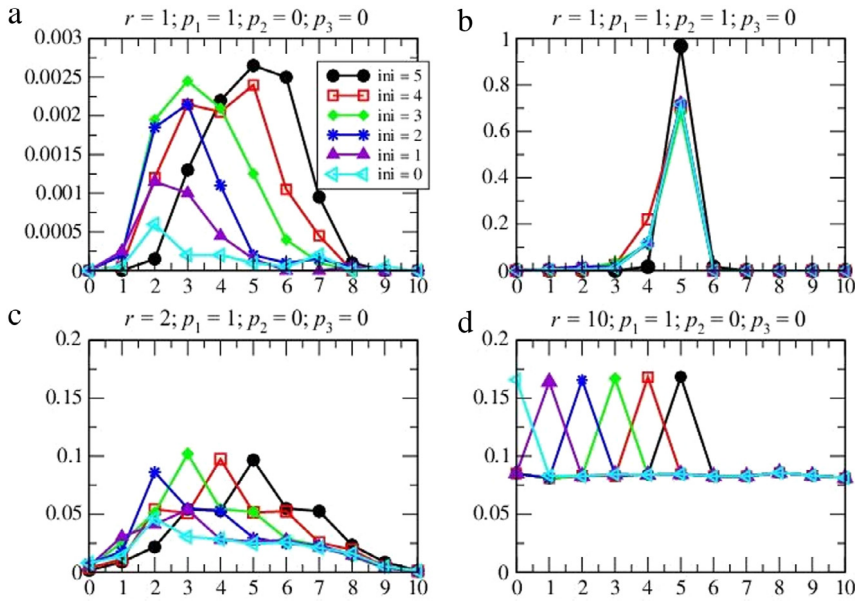 a
r = 1; p1 = 1; p2 = 0; p3 = 0
0.003
0.0025
0.002
0.0015
0.001
0.0005
0
0 1 2 3 4 5 6 7 8 9 10
ini = 5
ini = 4
ini = 3
ini = 2
ini = 1
ini = 0
b
r = 1; p1 = 1; p2 = 1; p3 = 0
1
0.8
0.6
0.4
0.2
0
0 1 2 3 4 5 6 7 8 9 10
c
r = 2; p1 = 1; p2 = 0; p3 = 0
0.2
0.15
0.1
0.05
0
0 1 2 3 4 5 6 7 8 9 10
d
r = 10; p1 = 1; p2 = 0; p3 = 0
0.2
0.15
0.1
0.05
0
0 1 2 3 4 5 6 7 8 9 10